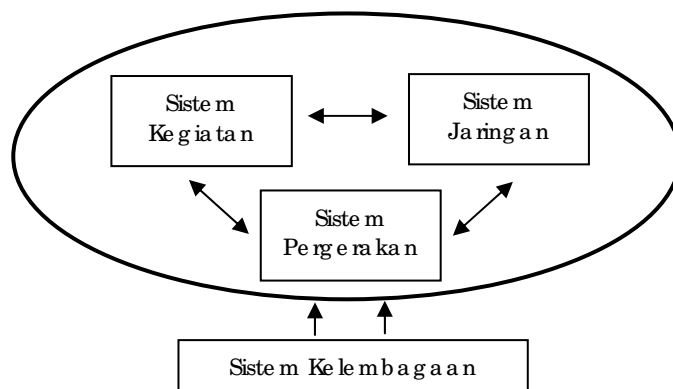 Sistem
Kegiatan
Sistem
Jaringan
Sistem
Pergerakan
Sistem Kelembagaan